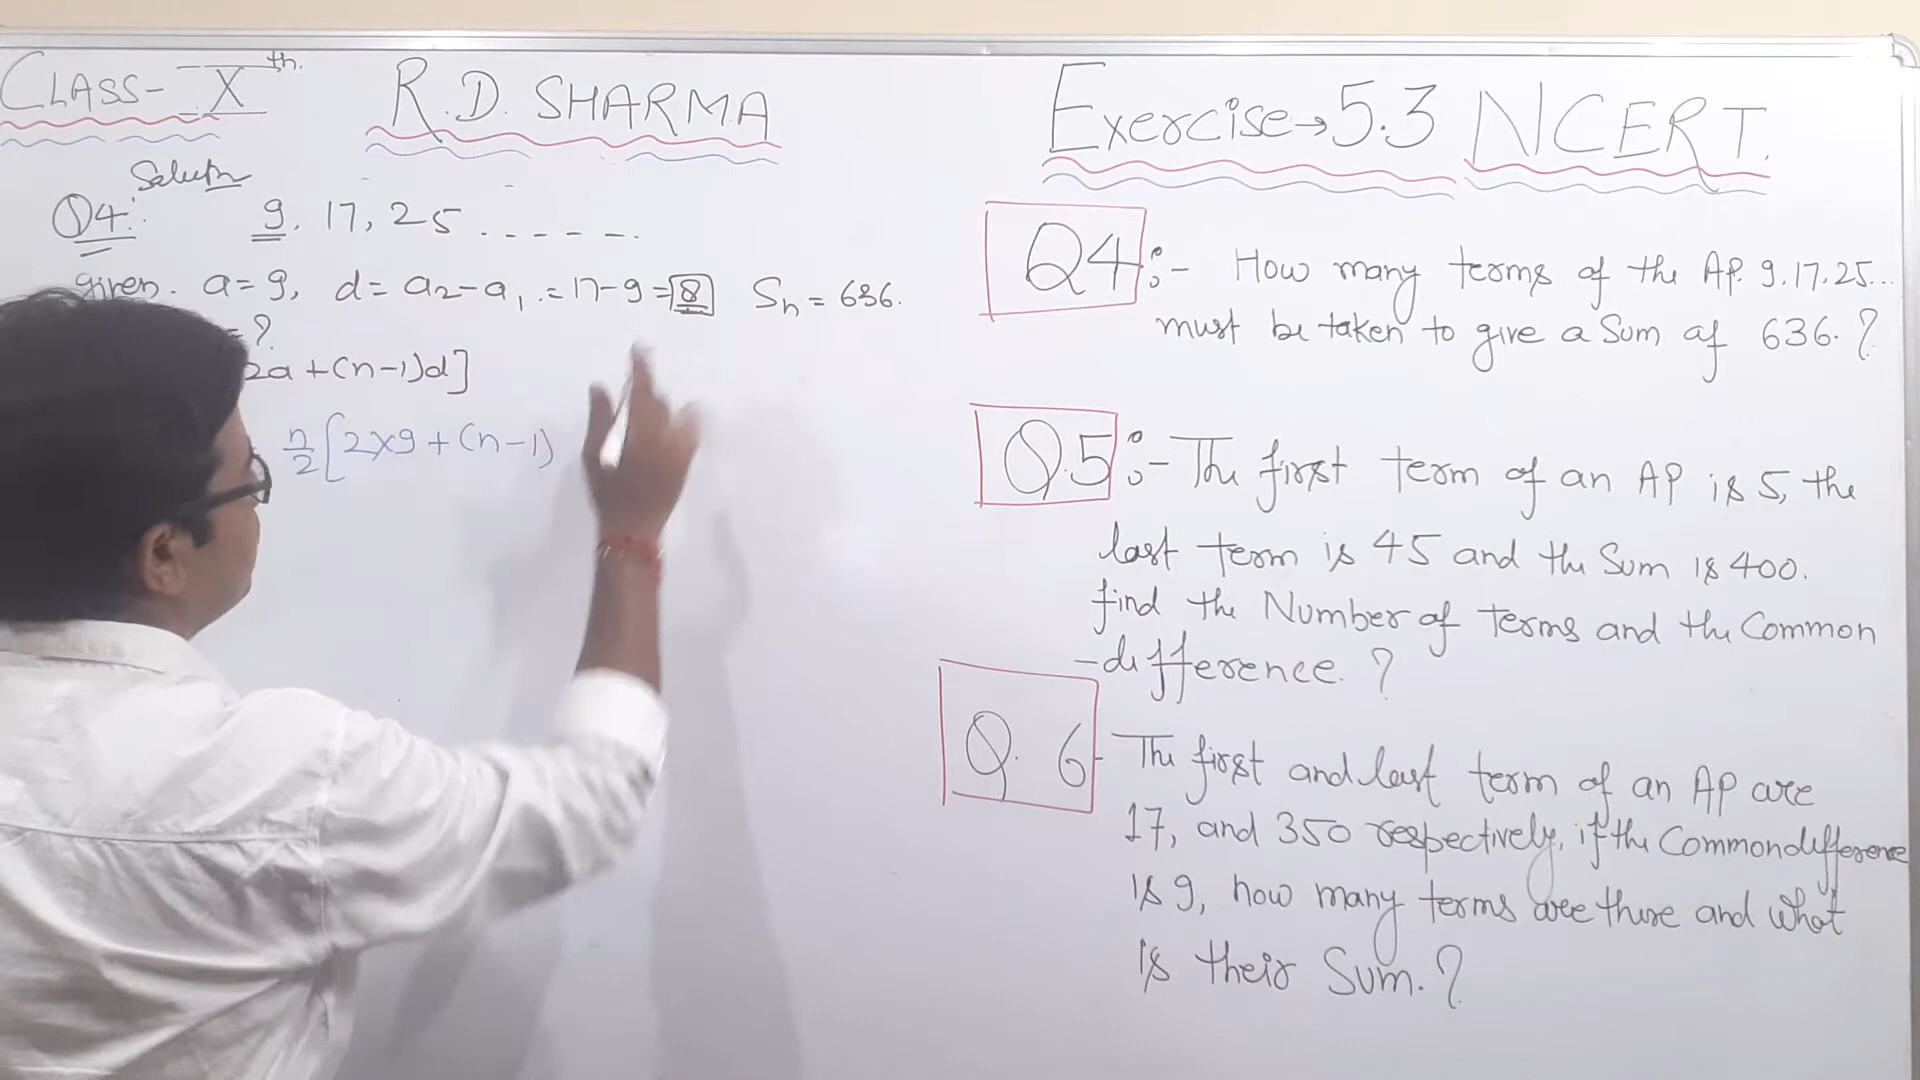 CLASS- Xth.
R.D. SHARMA
Solutn
Q4:
9, 17, 25 . . . . . .
given. a=9, d= a2-a1 .= 17-9=8 Sn = 636.
=?
2a +(n-1)d]
n/2[2×9+(n-1)
Exercise→5.3 NCERT.
Q4:- How many terms of the AP. 9.17.25...
must be taken to give a Sum of 636. ?
Q.5:- The first term of an AP is 5, the
last term is 45 and the Sum is 400.
find the Number of terms and the Common
-difference. ?
Q. 6- The first and last term of an AP are
17, and 350 respectively, if the Common difference
is 9, how many terms are there and what
is their Sum. ?